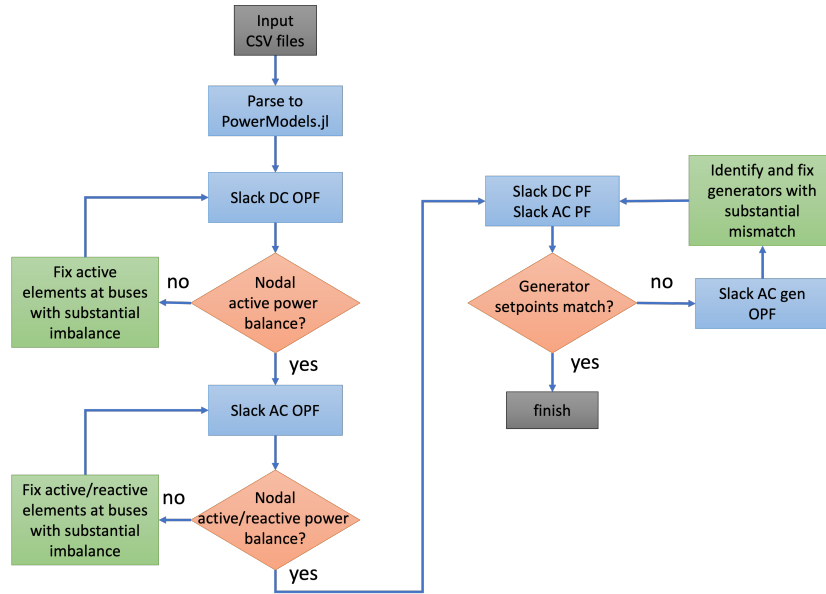 Input
CSV files
Parse to
PowerModels.jl
Slack DC OPF
Fix active
elements at buses
with substantial
imbalance
no
Nodal
active power
balance?
yes
Slack AC OPF
Fix active/reactive
elements at buses
with substantial
imbalance
no
Nodal
active/reactive power
balance?
yes
Slack DC PF
Slack AC PF
Identify and fix
generators with
substantial
mismatch
Generator
setpoints match?
no
Slack AC gen
OPF
yes
finish